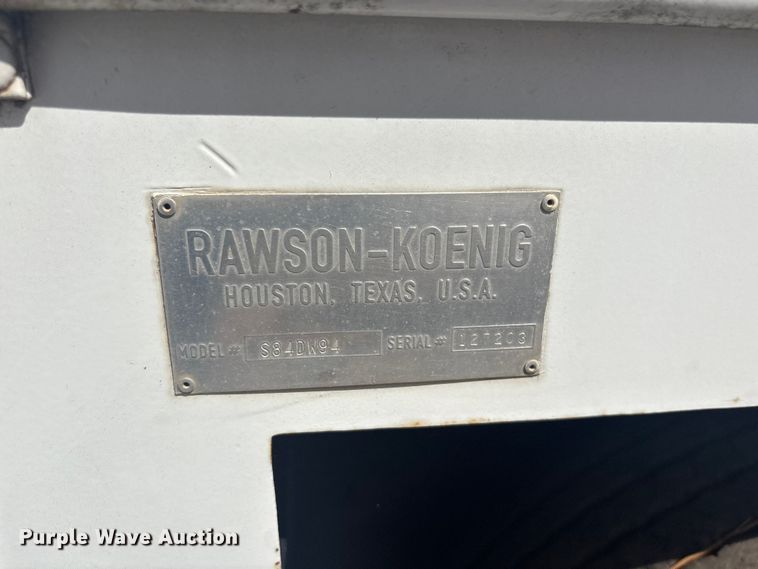 RAWSON-KOENIG
HOUSTON, TEXAS, U.S.A.
MODEL # S84DW94 SERIAL # 127203
Purple Wave Auction